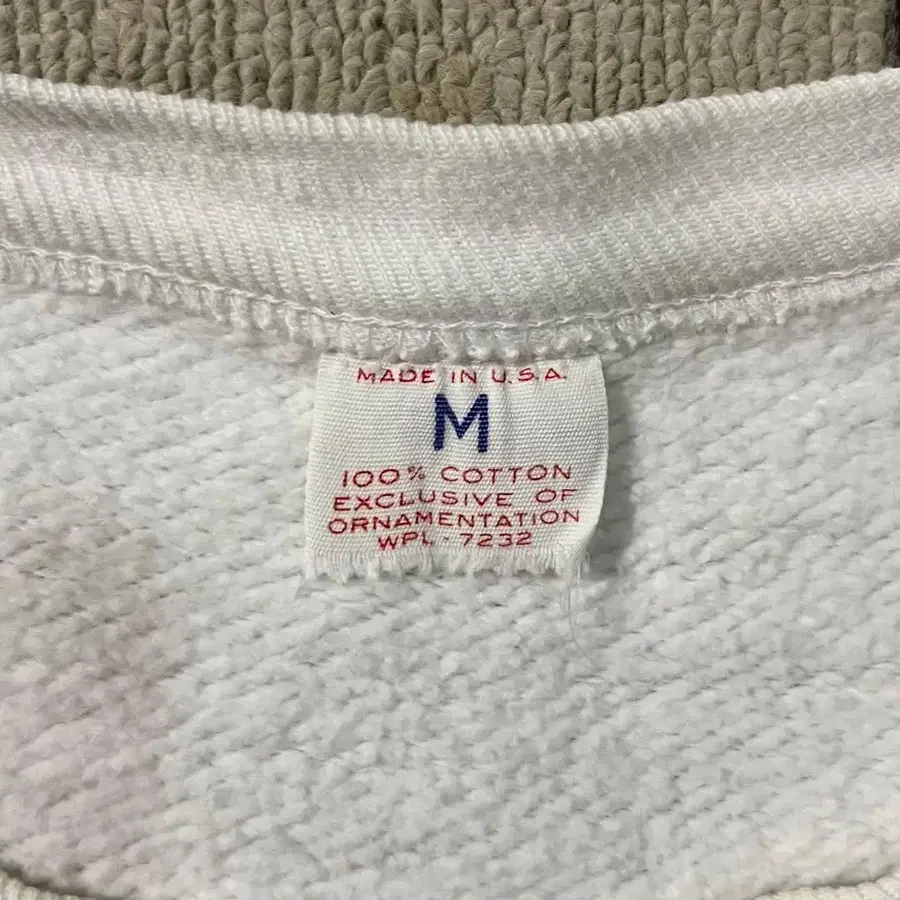 MADE IN U.S.A.
M
100% COTTON
EXCLUSIVE OF
ORNAMENTATION
WPL - 7232